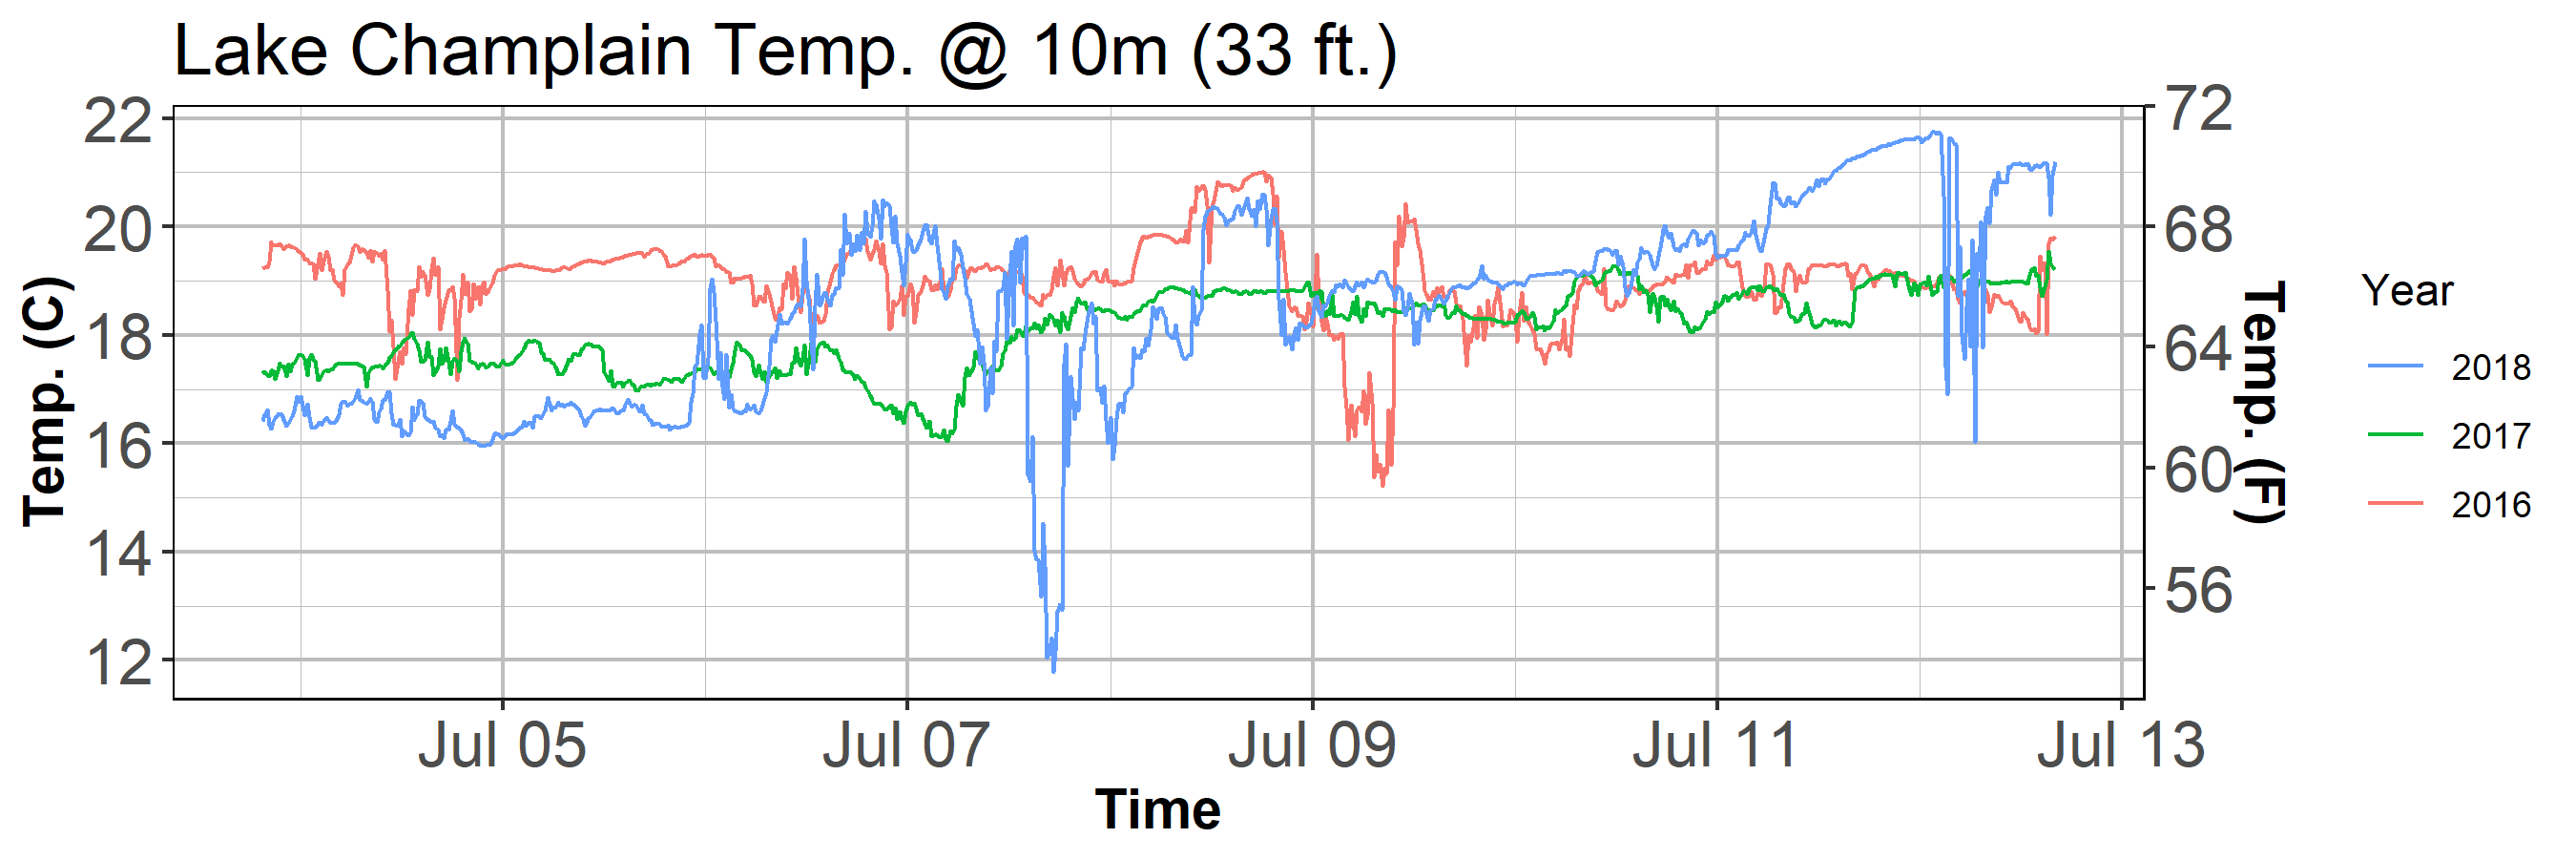 Lake Champlain Temp. @ 10m (33 ft.)
Temp. (C)
22
20
18
16
14
12
72
68
64
60
56
Temp. (F)
Jul 05
Jul 07
Jul 09
Jul 11
Jul 13
Time
Year
2018
2017
2016